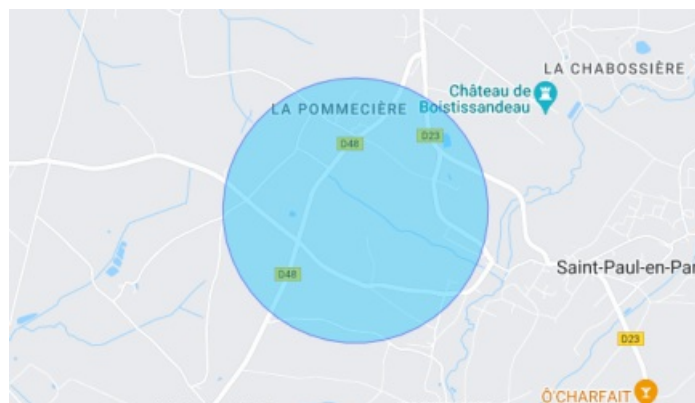 LA CHABOSSIÈRE
Château de
Boistissandeau
LA POMMECIÈRE
D23
D48
Saint-Paul-en-Par
D48
D23
Ô'CHARFAIT